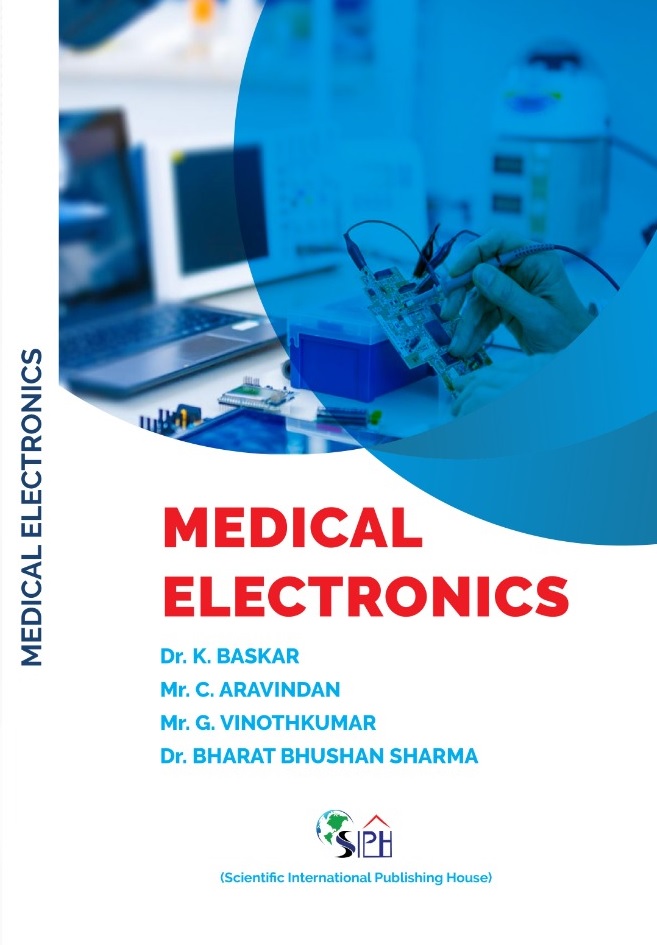 MEDICAL ELECTRONICS
MEDICAL
ELECTRONICS
Dr. K. BASKAR
Mr. C. ARAVINDAN
Mr. G. VINOTHKUMAR
Dr. BHARAT BHUSHAN SHARMA
SIPH
(Scientific International Publishing House)